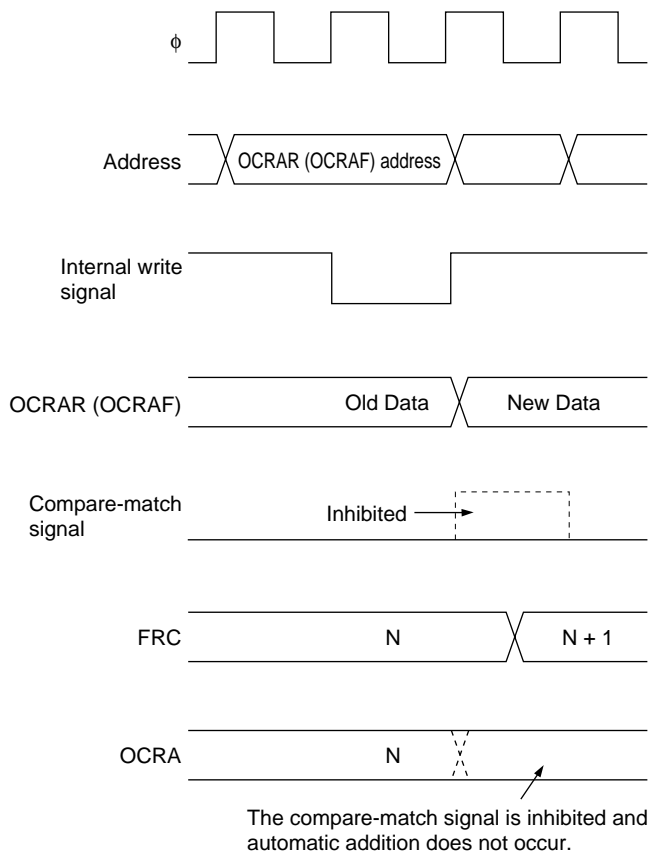 ϕ
Address
OCRAR (OCRAF) address
Internal write
signal
OCRAR (OCRAF)
Old Data
New Data
Compare-match
signal
Inhibited
FRC
N
N + 1
OCRA
N
The compare-match signal is inhibited and
automatic addition does not occur.